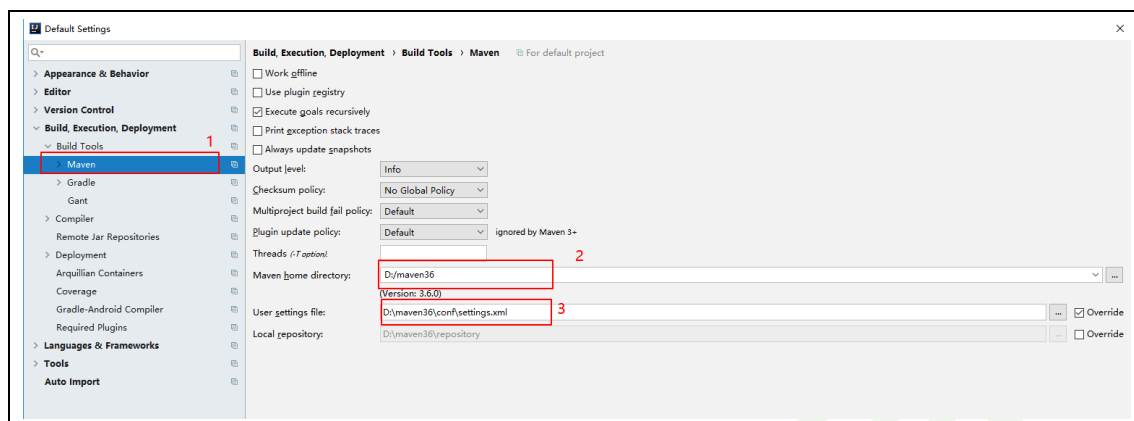 Default Settings
Build, Execution, Deployment › Build Tools › Maven For default project
Appearance & Behavior
Editor
Version Control
Build, Execution, Deployment
Build Tools
1
Maven
Gradle
Gant
Compiler
Remote Jar Repositories
Deployment
Arquillian Containers
Coverage
Gradle-Android Compiler
Required Plugins
Languages & Frameworks
Tools
Auto Import
Work offline
Use plugin registry
Execute goals recursively
Print exception stack traces
Always update snapshots
Output level: Info
Checksum policy: No Global Policy
Multiproject build fail policy: Default
Plugin update policy: Default ignored by Maven 3+
Threads (-T option)
2
Maven home directory: D:/maven36 ...
(Version: 3.6.0)
User settings file: D:\maven36\conf\settings.xml 3 ... Override
Local repository: D:\maven36\repository ... Override